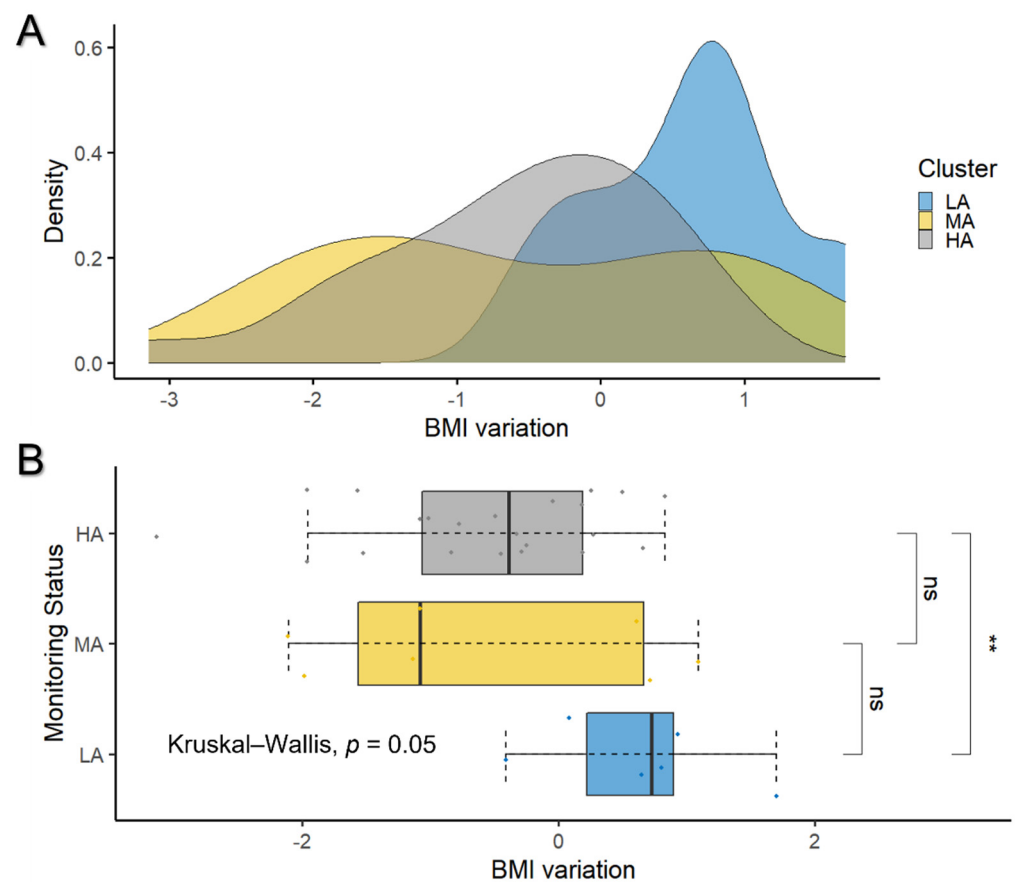 A
0.6
0.4
0.2
0.0
Density
-3 -2 -1 0 1
BMI variation
Cluster
LA
MA
HA
B
HA
MA
LA
Monitoring Status
Kruskal–Wallis, p = 0.05
ns
ns
**
-2 0 2
BMI variation